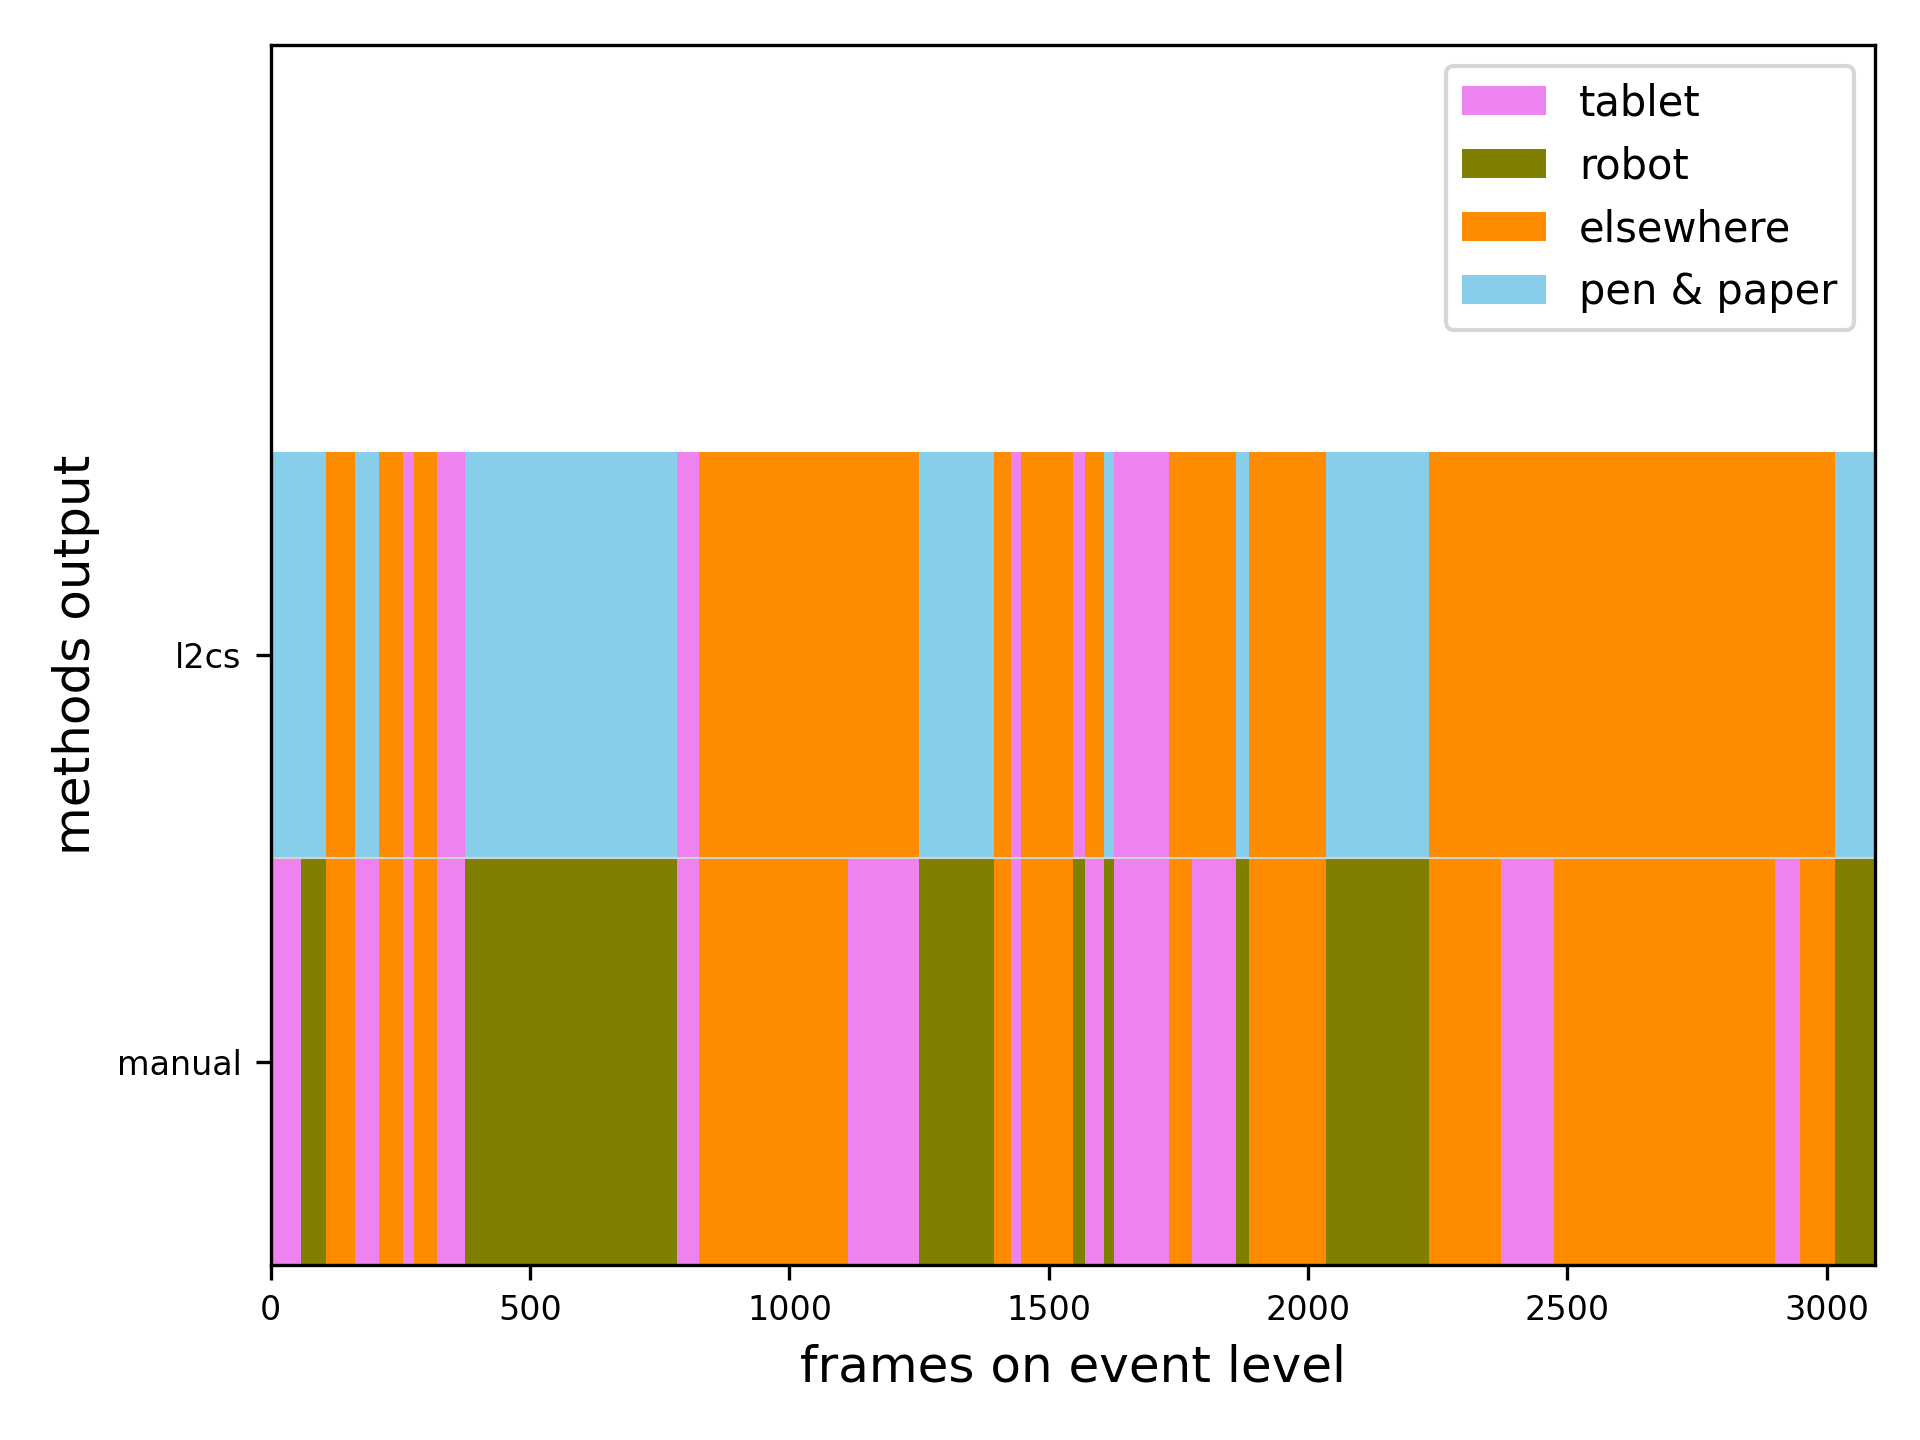 tablet
robot
elsewhere
pen & paper
methods output
l2cs
manual
0 500 1000 1500 2000 2500 3000
frames on event level